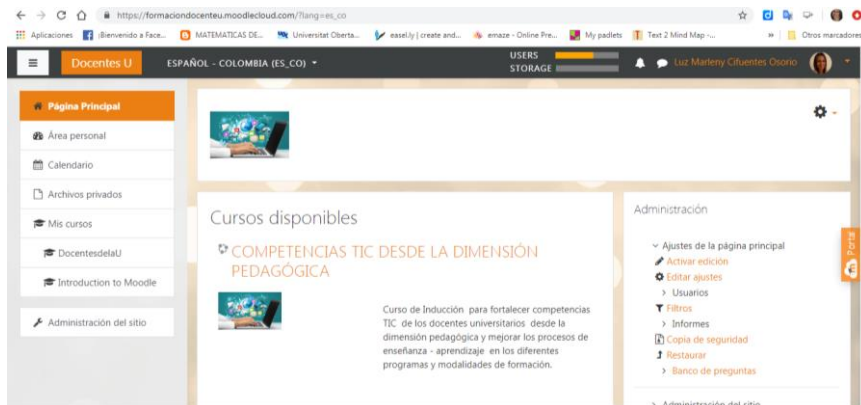 https://formaciondocenteu.moodlecloud.com/?lang=es_co
Aplicaciones
¡Bienvenido a Face...
MATEMATICAS DE...
Universitat Oberta...
easel.ly | create and...
emaze - Online Pre...
My padlets
Text 2 Mind Map -...
»
Otros marcadores
Docentes U
ESPAÑOL - COLOMBIA (ES_CO)
USERS
STORAGE
Luz Marleny Cifuentes Osorio
Página Principal
Área personal
Calendario
Archivos privados
Mis cursos
DocentesdelaU
Introduction to Moodle
Administración del sitio
Cursos disponibles
COMPETENCIAS TIC DESDE LA DIMENSIÓN
PEDAGÓGICA
Curso de Inducción para fortalecer competencias
TIC de los docentes universitarios desde la
dimensión pedagógica y mejorar los procesos de
enseñanza - aprendizaje en los diferentes
programas y modalidades de formación.
Administración
Ajustes de la página principal
Activar edición
Editar ajustes
Usuarios
Filtros
Informes
Copia de seguridad
Restaurar
Banco de preguntas
Administración del sitio
Portal